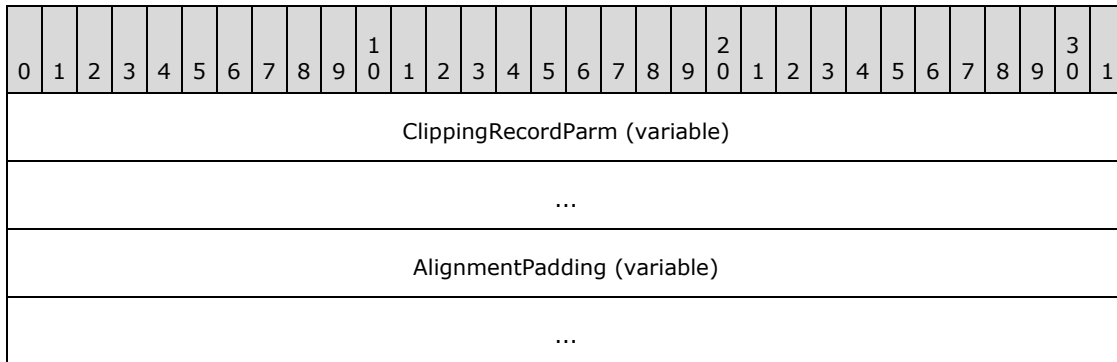 0 1 2 3 4 5 6 7 8 9 1 0 1 2 3 4 5 6 7 8 9 2 0 1 2 3 4 5 6 7 8 9 3 0 1
ClippingRecordParm (variable)
...
AlignmentPadding (variable)
...